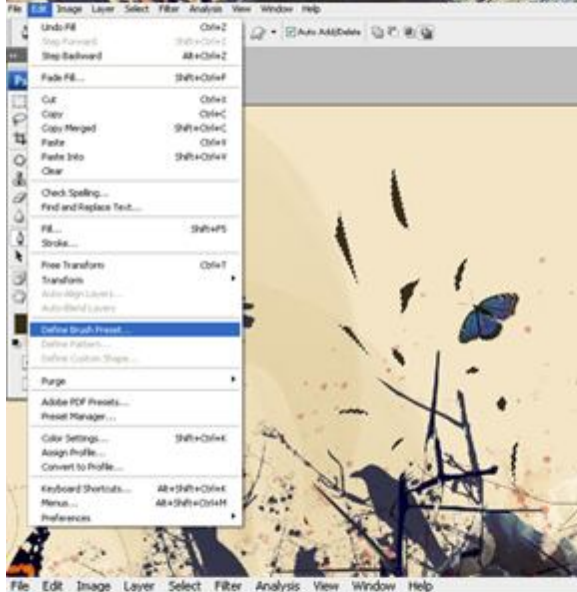 File Edit Image Layer Select Filter Analysis View Window Help
Auto Add/Delete
Undo Fill Ctrl+Z
Step Forward Shift+Ctrl+Z
Step Backward Alt+Ctrl+Z
Ps
Fade Fill... Shift+Ctrl+F
Cut Ctrl+X
Copy Ctrl+C
Copy Merged Shift+Ctrl+C
Paste Ctrl+V
Paste Into Shift+Ctrl+V
Clear
Check Spelling...
Find and Replace Text...
Fill... Shift+F5
Stroke...
Free Transform Ctrl+T
Transform
Auto-Align Layers...
Auto-Blend Layers
Define Brush Preset...
Define Pattern...
Define Custom Shape...
Purge
Adobe PDF Presets...
Preset Manager...
Color Settings... Shift+Ctrl+K
Assign Profile...
Convert to Profile...
Keyboard Shortcuts... Alt+Shift+Ctrl+K
Menus... Alt+Shift+Ctrl+M
Preferences
File Edit Image Layer Select Filter Analysis View Window Help